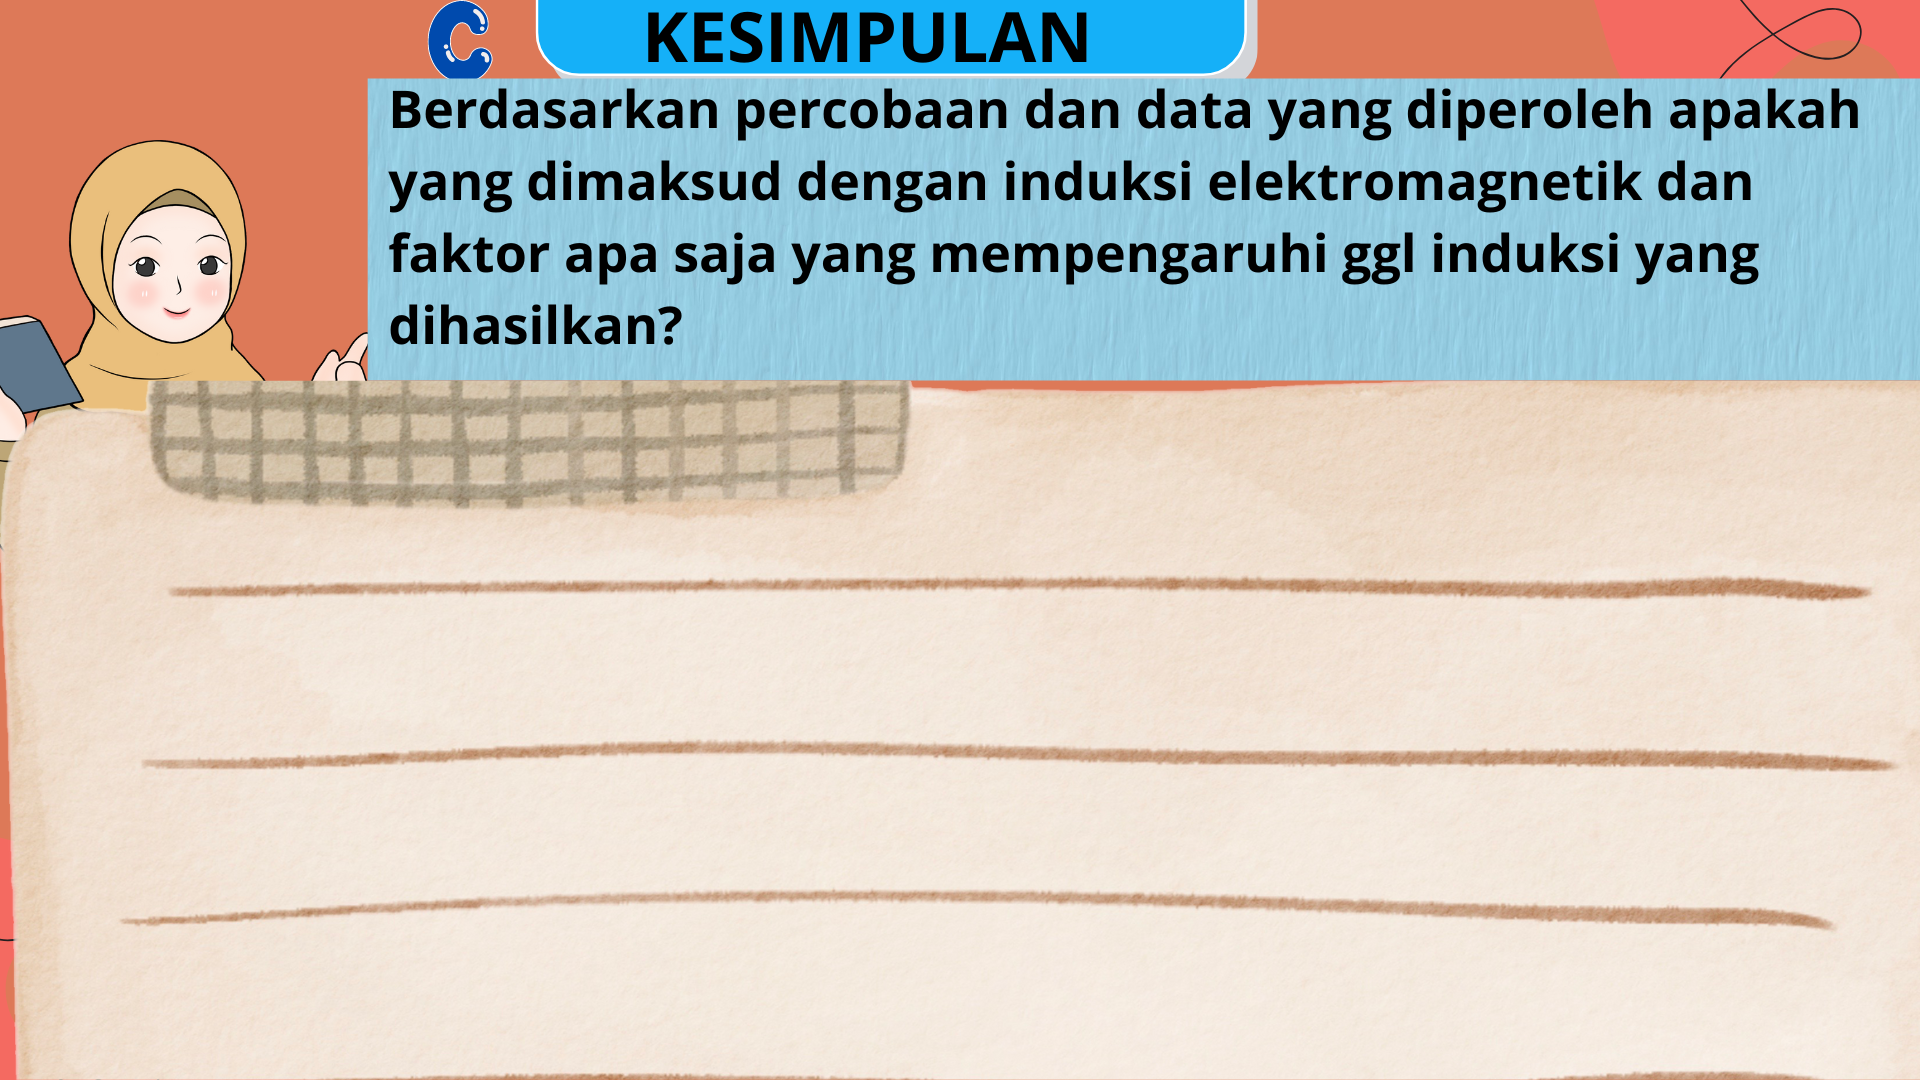 C KESIMPULAN
Berdasarkan percobaan dan data yang diperoleh apakah
yang dimaksud dengan induksi elektromagnetik dan
faktor apa saja yang mempengaruhi ggl induksi yang
dihasilkan?